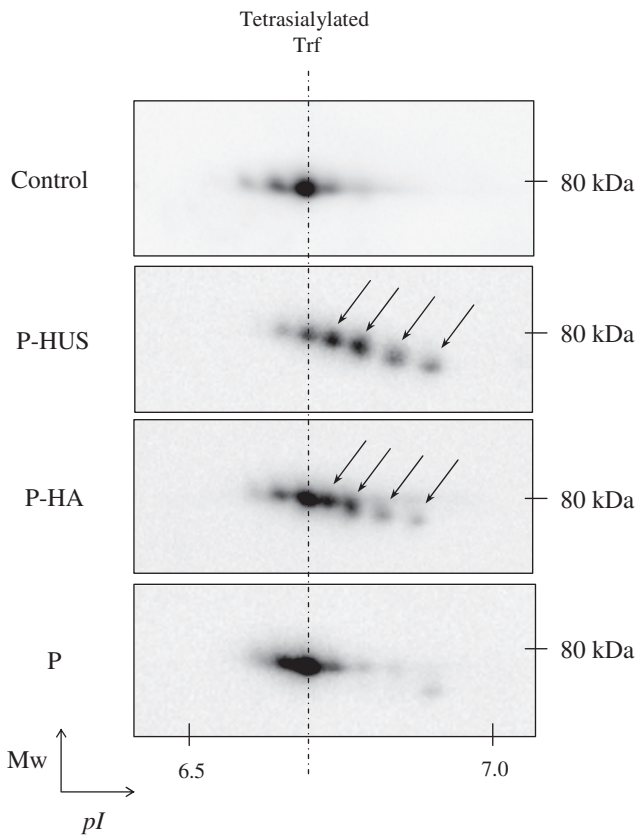 Tetrasialylated
Trf
Control
80 kDa
P-HUS
80 kDa
P-HA
80 kDa
P
80 kDa
Mw
6.5
7.0
pI